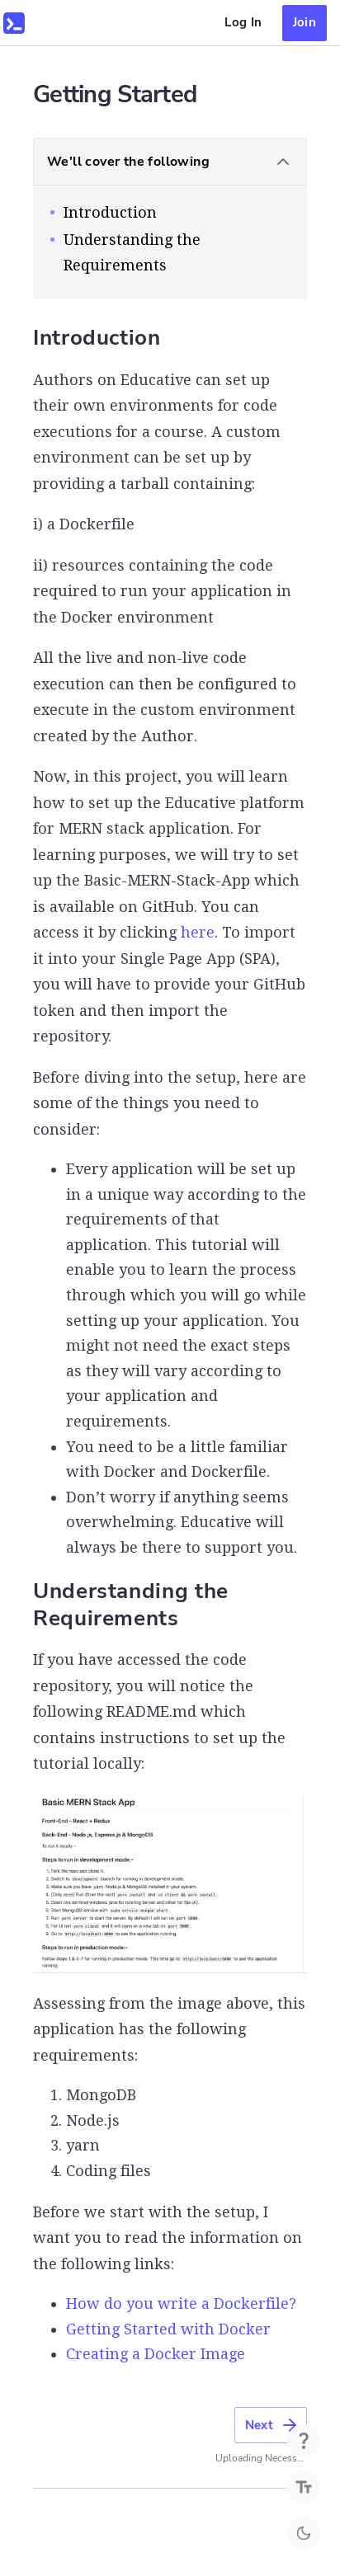 Log In
Join
Getting Started
We'll cover the following
Introduction
Understanding the
Requirements
Introduction
Authors on Educative can set up
their own environments for code
executions for a course. A custom
environment can be set up by
providing a tarball containing:
i) a Dockerfile
ii) resources containing the code
required to run your application in
the Docker environment
All the live and non-live code
execution can then be configured to
execute in the custom environment
created by the Author.
Now, in this project, you will learn
how to set up the Educative platform
for MERN stack application. For
learning purposes, we will try to set
up the Basic-MERN-Stack-App which
is available on GitHub. You can
access it by clicking here. To import
it into your Single Page App (SPA),
you will have to provide your GitHub
token and then import the
repository.
Before diving into the setup, here are
some of the things you need to
consider:
Every application will be set up
in a unique way according to the
requirements of that
application. This tutorial will
enable you to learn the process
through which you will go while
setting up your application. You
might not need the exact steps
as they will vary according to
your application and
requirements.
You need to be a little familiar
with Docker and Dockerfile.
Don’t worry if anything seems
overwhelming. Educative will
always be there to support you.
Understanding the
Requirements
If you have accessed the code
repository, you will notice the
following README.md which
contains instructions to set up the
tutorial locally:
Basic MERN Stack App
Front-End - React + Redux
Back-End - Node.js, Express.js & MongoDB
To run it locally -
Steps to run in development mode:-
Steps to run in production mode:-
Assessing from the image above, this
application has the following
requirements:
1. MongoDB
2. Node.js
3. yarn
4. Coding files
Before we start with the setup, I
want you to read the information on
the following links:
How do you write a Dockerfile?
Getting Started with Docker
Creating a Docker Image
Next
Uploading Necess...
?
Tт